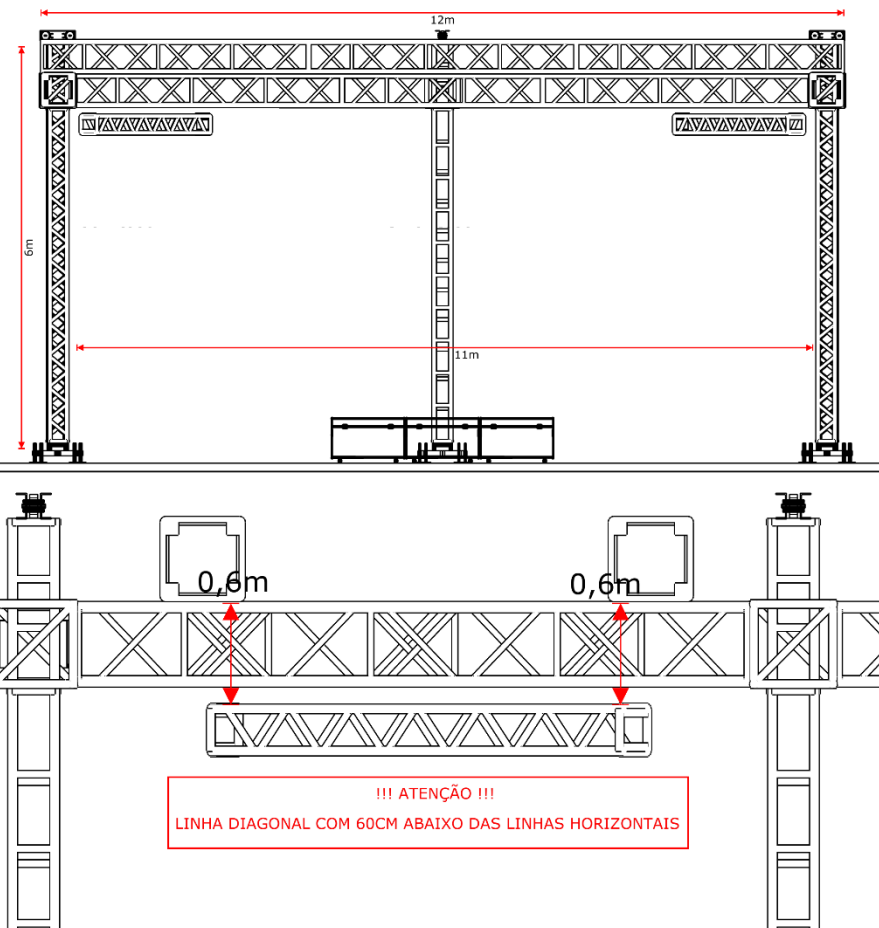 12m
6m
11m
0,6m
0,6m
!!! ATENÇÃO !!!
LINHA DIAGONAL COM 60CM ABAIXO DAS LINHAS HORIZONTAIS